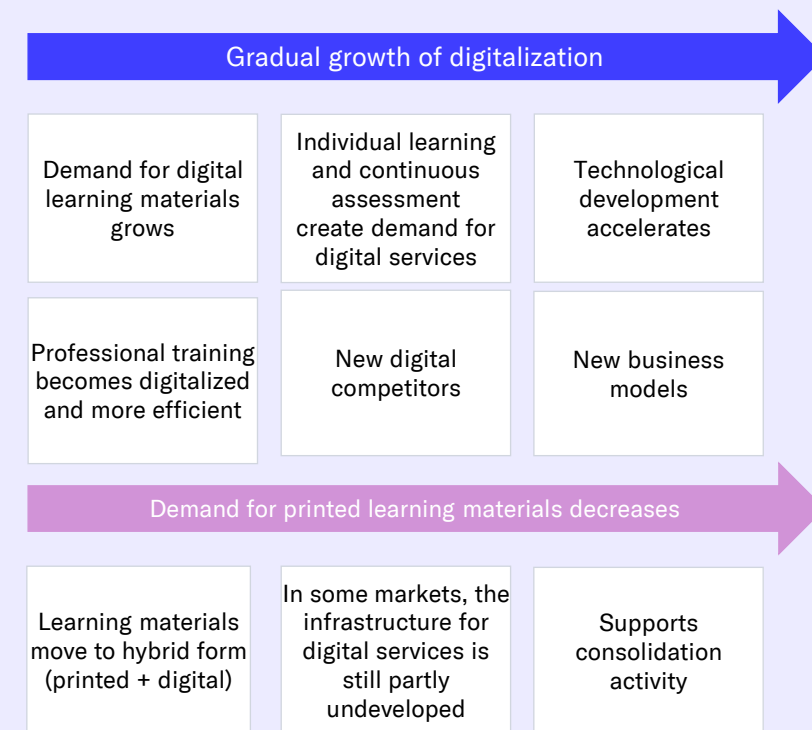 Gradual growth of digitalization
Demand for digital
learning materials
grows
Individual learning
and continuous
assessment
create demand for
digital services
Technological
development
accelerates
Professional training
becomes digitalized
and more efficient
New digital
competitors
New business
models
Demand for printed learning materials decreases
Learning materials
move to hybrid form
(printed + digital)
In some markets, the
infrastructure for
digital services is
still partly
undeveloped
Supports
consolidation
activity